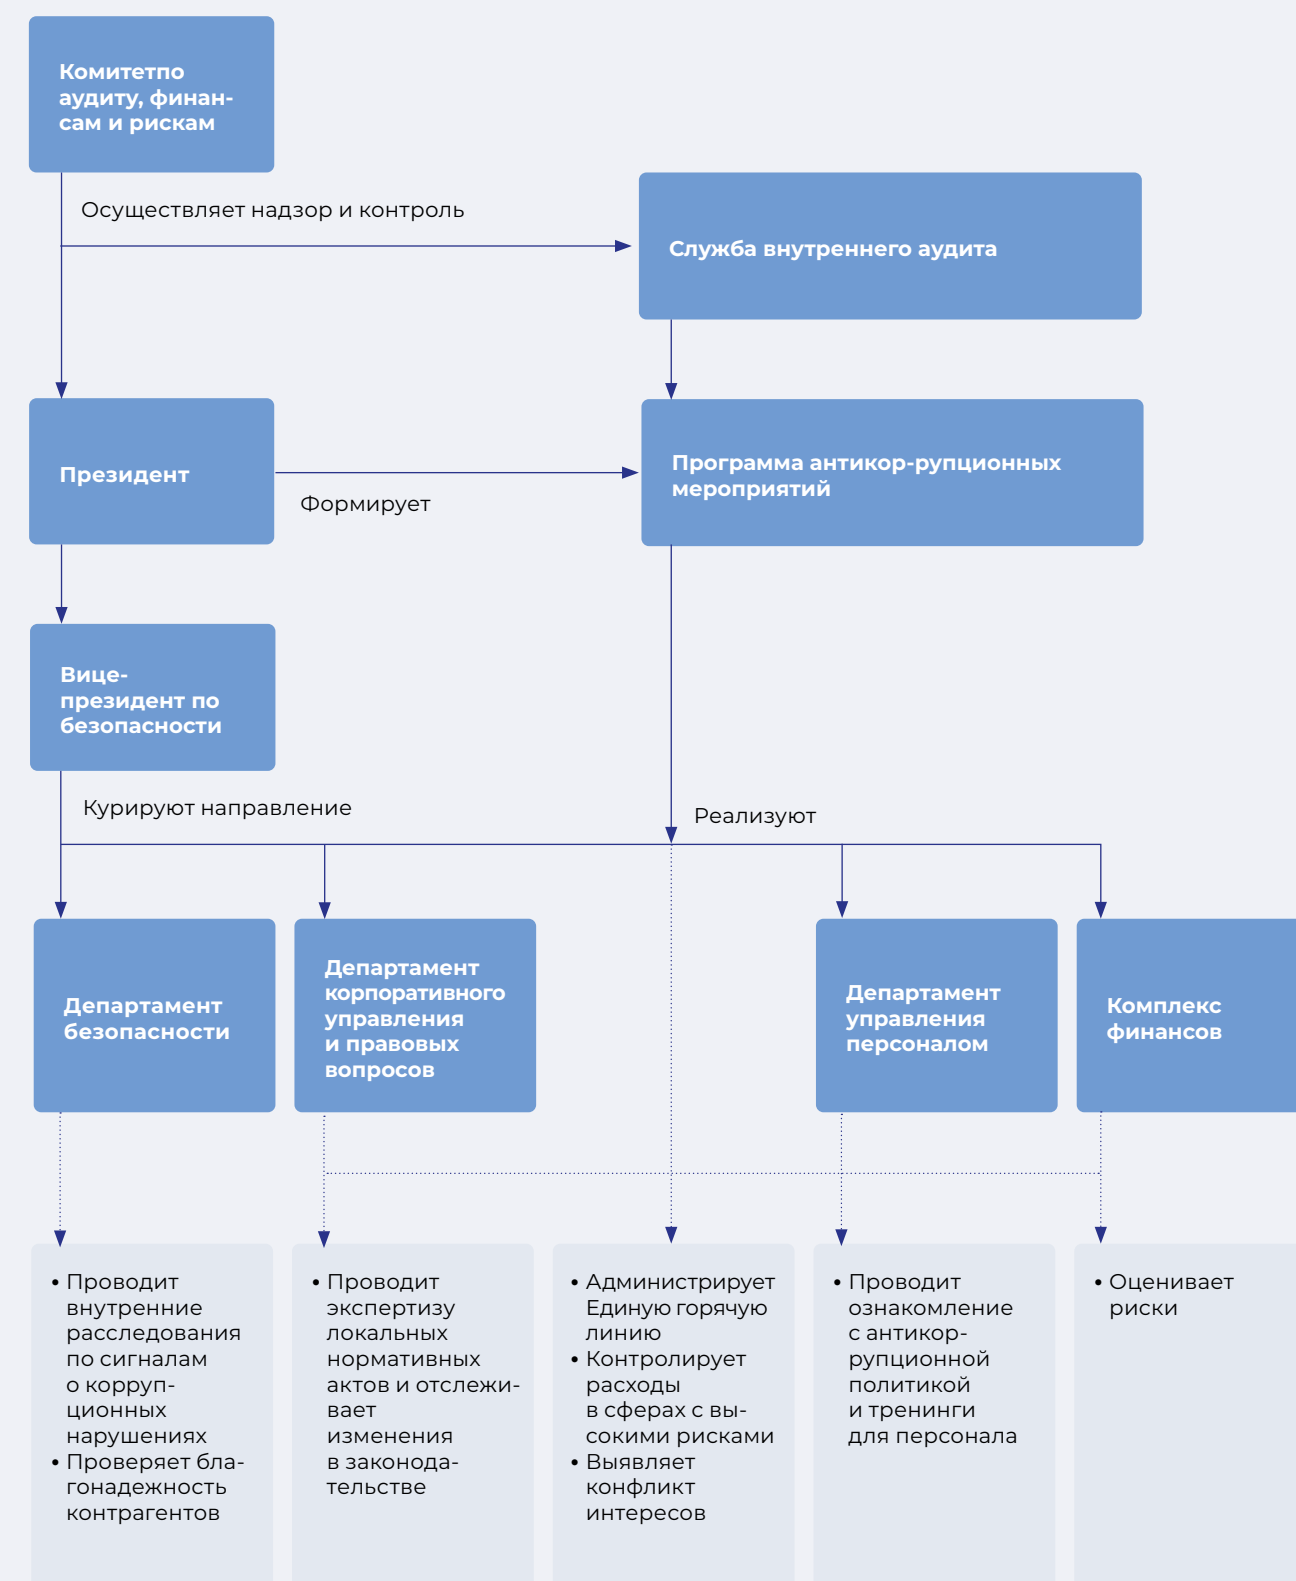 Комитетпо
аудиту, финан-
сам и рискам
Осуществляет надзор и контроль
Служба внутреннего аудита
Президент
Формирует
Программа антикор-рупционных
мероприятий
Вице-
президент по
безопасности
Курируют направление
Реализуют
Департамент
безопасности
Департамент
корпоративного
управления
и правовых
вопросов
Департамент
управления
персоналом
Комплекс
финансов
• Проводит
внутренние
расследования
по сигналам
о корруп-
ционных
нарушениях
• Проверяет бла-
гонадежность
контрагентов
• Проводит
экспертизу
локальных
нормативных
актов и отслежи-
вает
изменения
в законода-
тельстве
• Администрирует
Единую горячую
линию
• Контролирует
расходы
в сферах с вы-
сокими рисками
• Выявляет
конфликт
интересов
• Проводит
ознакомление
с антикор-
рупционной
политикой
и тренинги
для персонала
• Оценивает
риски